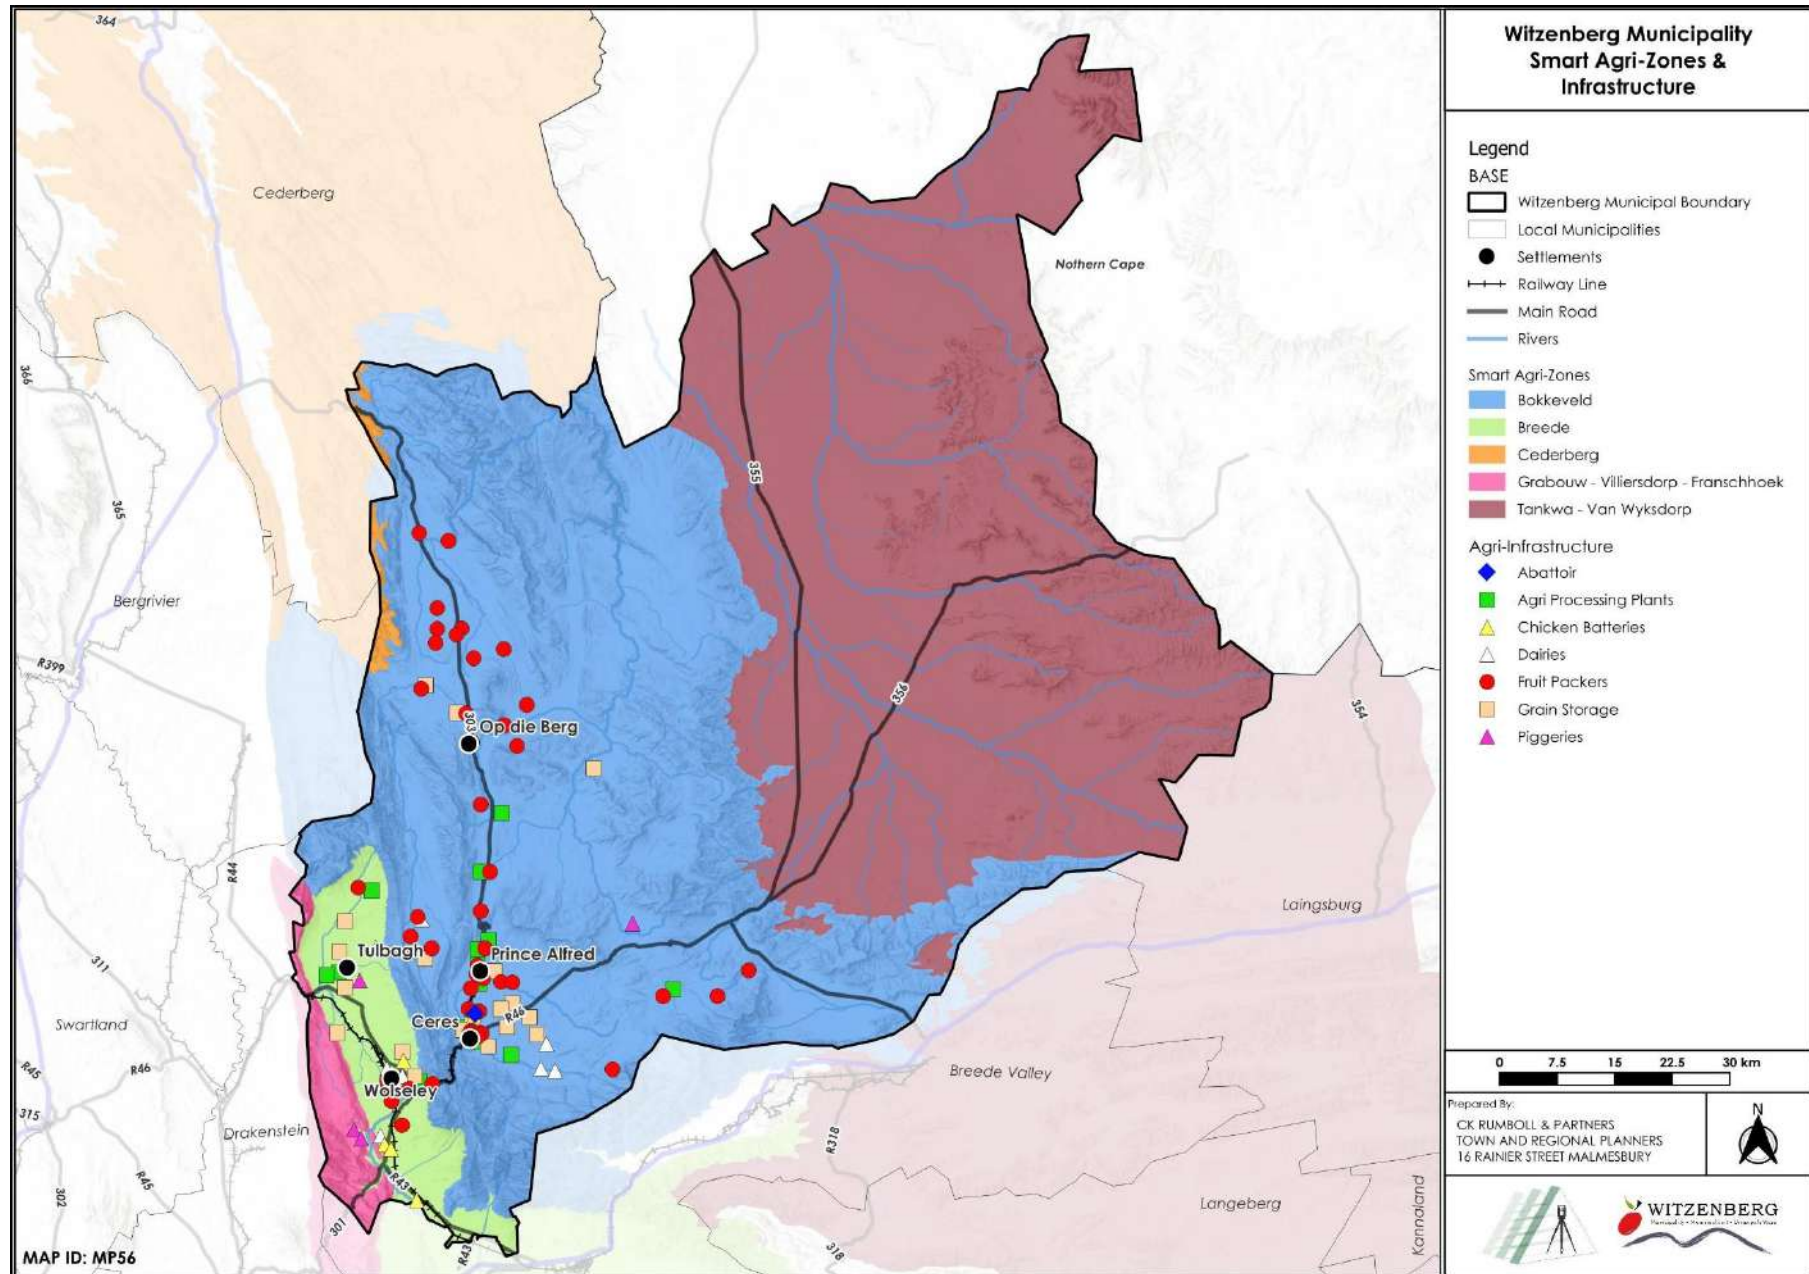 Witzenberg Municipality
Smart Agri-Zones &
Infrastructure
Legend
BASE
Witzenberg Municipal Boundary
Local Municipalities
Settlements
Railway Line
Main Road
Rivers
Smart Agri-Zones
Bokkeveld
Breede
Cederberg
Grabouw - Villiersdorp - Franschhoek
Tankwa - Van Wyksdorp
Agri-Infrastructure
Abattoir
Agri Processing Plants
Chicken Batteries
Dairies
Fruit Packers
Grain Storage
Piggeries
0 7.5 15 22.5 30 km
Prepared By:
CK RUMBOLL & PARTNERS
TOWN AND REGIONAL PLANNERS
16 RAINIER STREET MALMESBURY
N
WITZENBERG
364
Cederberg
Nothern Cape
366
365
355
Bergrivier
R399
356
354
303
Op die Berg
R44
Laingsburg
311
Tulbagh
Prince Alfred
Swartland
Ceres
R46
R45
R46
Wolseley
Breede Valley
315
Drakenstein
R318
302
R45
R43
301
R43
318
Langeberg
Kannaland
MAP ID: MP56